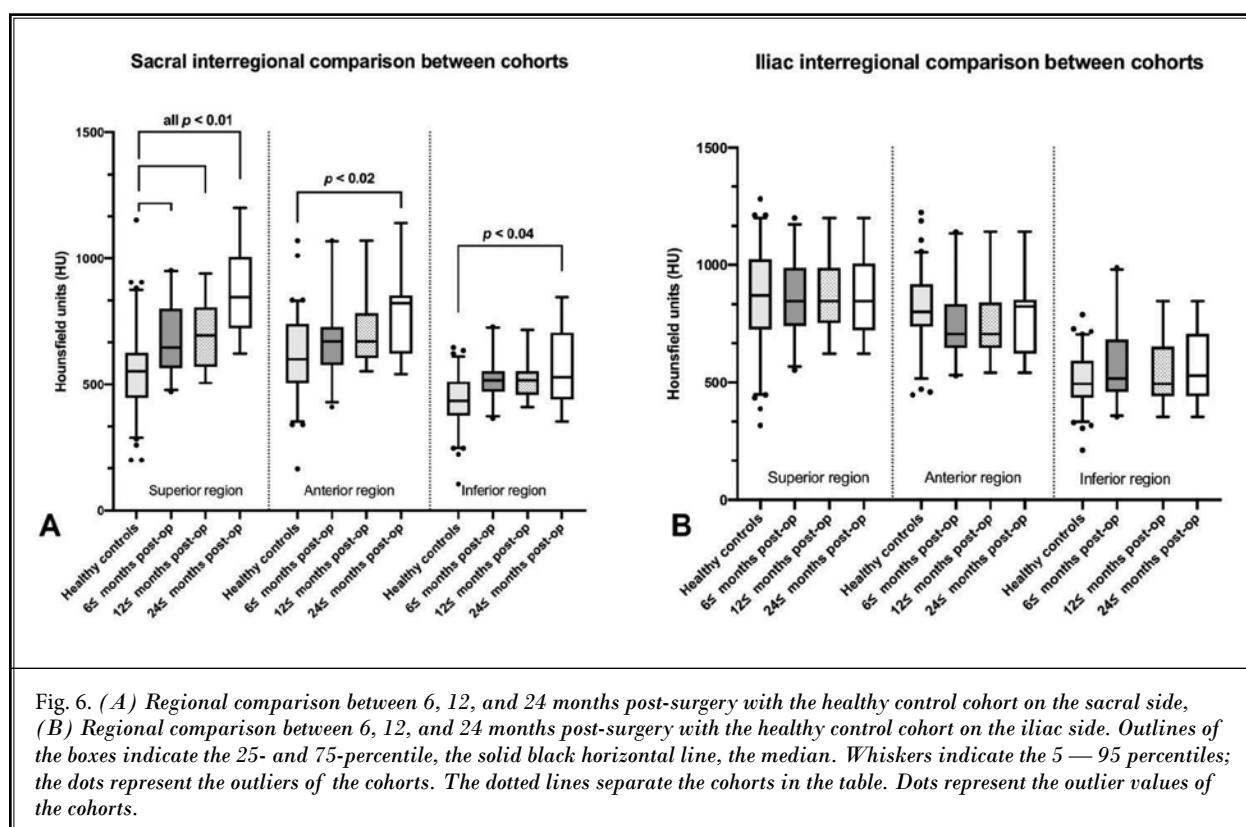 Sacral interregional comparison between cohorts
all p < 0.01
p < 0.02
p < 0.04
1500
1000
500
0
Hounsfield units (HU)
Superior region
Anterior region
Inferior region
A
Healthy controls
6≤ months post-op
12≤ months post-op
24≤ months post-op
Healthy controls
6≤ months post-op
12≤ months post-op
24≤ months post-op
Healthy controls
6≤ months post-op
12≤ months post-op
24≤ months post-op
Iliac interregional comparison between cohorts
1500
1000
500
0
Hounsfield units (HU)
Superior region
Anterior region
Inferior region
B
Healthy controls
6≤ months post-op
12≤ months post-op
24≤ months post-op
Healthy controls
6≤ months post-op
12≤ months post-op
24≤ months post-op
Healthy controls
6≤ months post-op
12≤ months post-op
24≤ months post-op
Fig. 6. (A) Regional comparison between 6, 12, and 24 months post-surgery with the healthy control cohort on the sacral side,
(B) Regional comparison between 6, 12, and 24 months post-surgery with the healthy control cohort on the iliac side. Outlines of
the boxes indicate the 25- and 75-percentile, the solid black horizontal line, the median. Whiskers indicate the 5 — 95 percentiles;
the dots represent the outliers of the cohorts. The dotted lines separate the cohorts in the table. Dots represent the outlier values of
the cohorts.